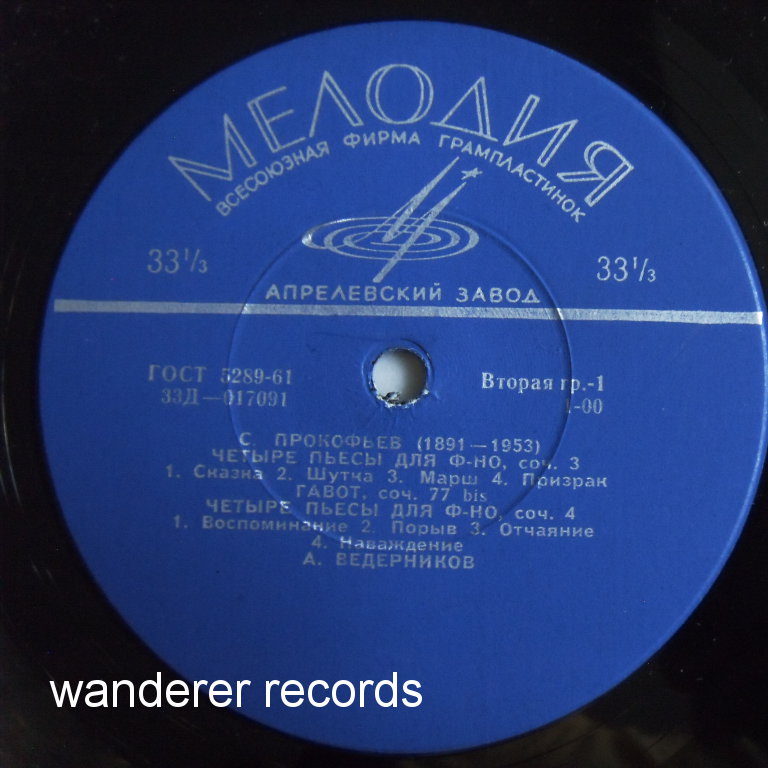 МЕЛОДИЯ
ВСЕСОЮЗНАЯ ФИРМА ГРАМПЛАСТИНОК
33⅓ 33⅓
АПРЕЛЕВСКИЙ ЗАВОД
ГОСТ 5289-61 Вторая гр.-1
33Д—017091 1-00
С. ПРОКОФЬЕВ (1891—1953)
ЧЕТЫРЕ ПЬЕСЫ ДЛЯ Ф-НО, соч. 3
1. Сказка 2. Шутка 3. Марш 4. Призрак
ГАВОТ, соч. 77 bis
ЧЕТЫРЕ ПЬЕСЫ ДЛЯ Ф-НО, соч. 4
1. Воспоминание 2. Порыв 3. Отчаяние
4. Наваждение
А. ВЕДЕРНИКОВ
wanderer records